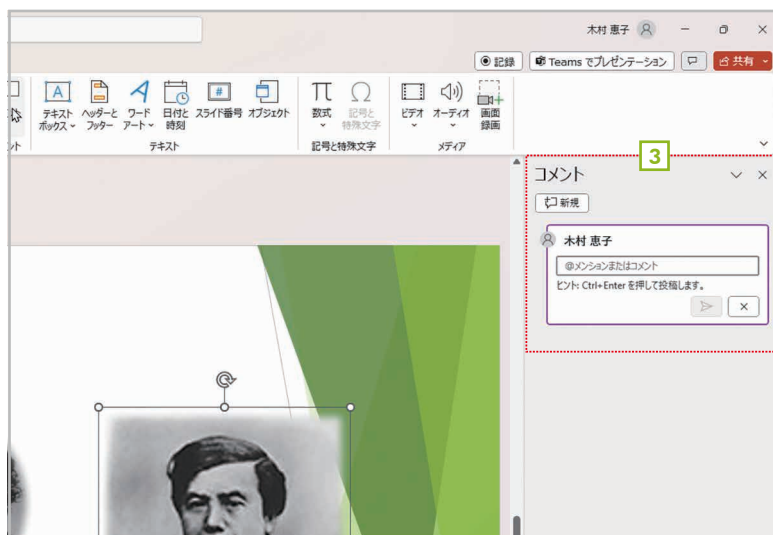 木村 恵子
記録
Teams でプレゼンテーション
共有
テキスト
ボックス
ヘッダーと
フッター
ワード
アート
日付と
時刻
スライド番号
オブジェクト
数式
記号と
特殊文字
ビデオ
オーディオ
画面
録画
テキスト
記号と特殊文字
メディア
3
コメント
新規
木村 恵子
@メンションまたはコメント
ヒント: Ctrl+Enter を押して投稿します。